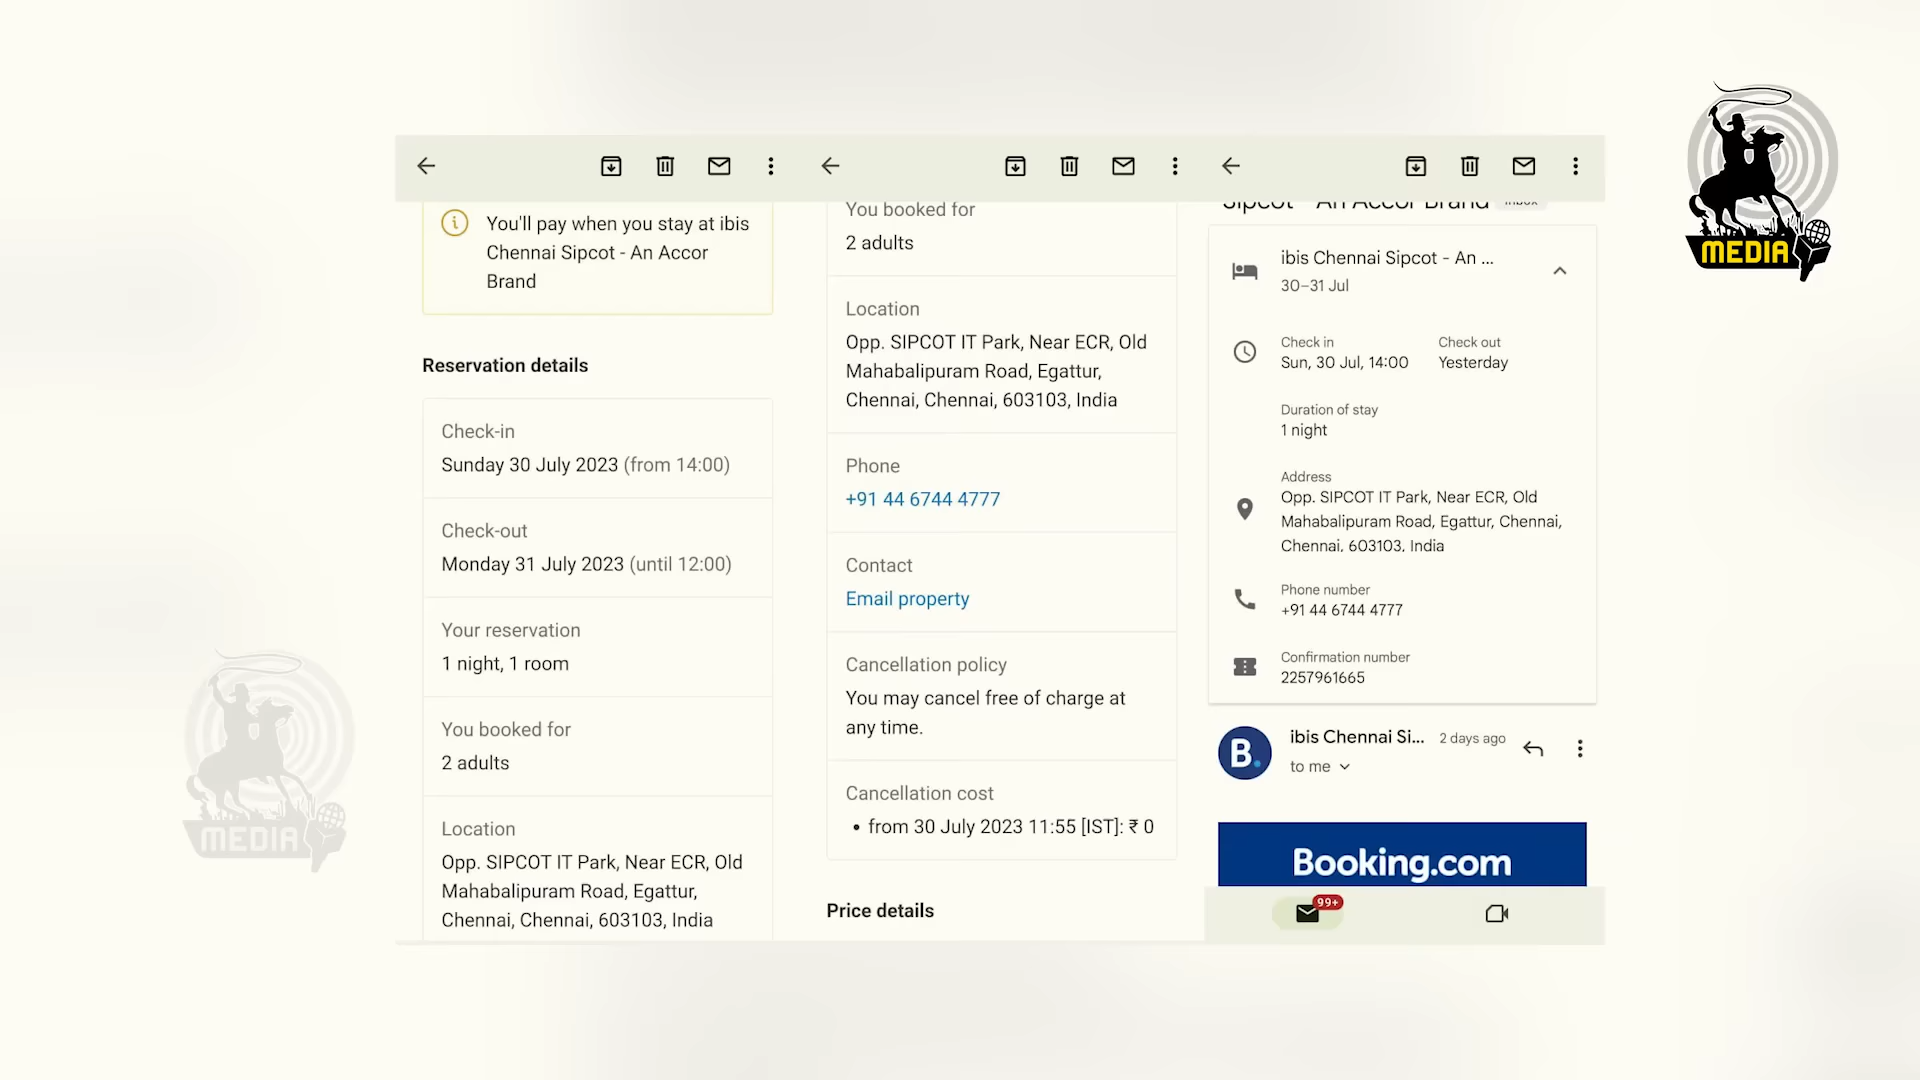 You'll pay when you stay at ibis
Chennai Sipcot - An Accor
Brand
Reservation details
Check-in
Sunday 30 July 2023 (from 14:00)
Check-out
Monday 31 July 2023 (until 12:00)
Your reservation
1 night, 1 room
You booked for
2 adults
Location
Opp. SIPCOT IT Park, Near ECR, Old
Mahabalipuram Road, Egattur,
Chennai, Chennai, 603103, India
You booked for
2 adults
Location
Opp. SIPCOT IT Park, Near ECR, Old
Mahabalipuram Road, Egattur,
Chennai, Chennai, 603103, India
Phone
+91 44 6744 4777
Contact
Email property
Cancellation policy
You may cancel free of charge at
any time.
Cancellation cost
• from 30 July 2023 11:55 [IST]: ₹ 0
Price details
Sipcot - An Accor Brand Inbox
ibis Chennai Sipcot - An ...
30–31 Jul
Check in Check out
Sun, 30 Jul, 14:00 Yesterday
Duration of stay
1 night
Address
Opp. SIPCOT IT Park, Near ECR, Old
Mahabalipuram Road, Egattur, Chennai,
Chennai, 603103, India
Phone number
+91 44 6744 4777
Confirmation number
2257961665
B.
ibis Chennai Si... 2 days ago
to me
Booking.com
99+
MEDIA
MEDIA